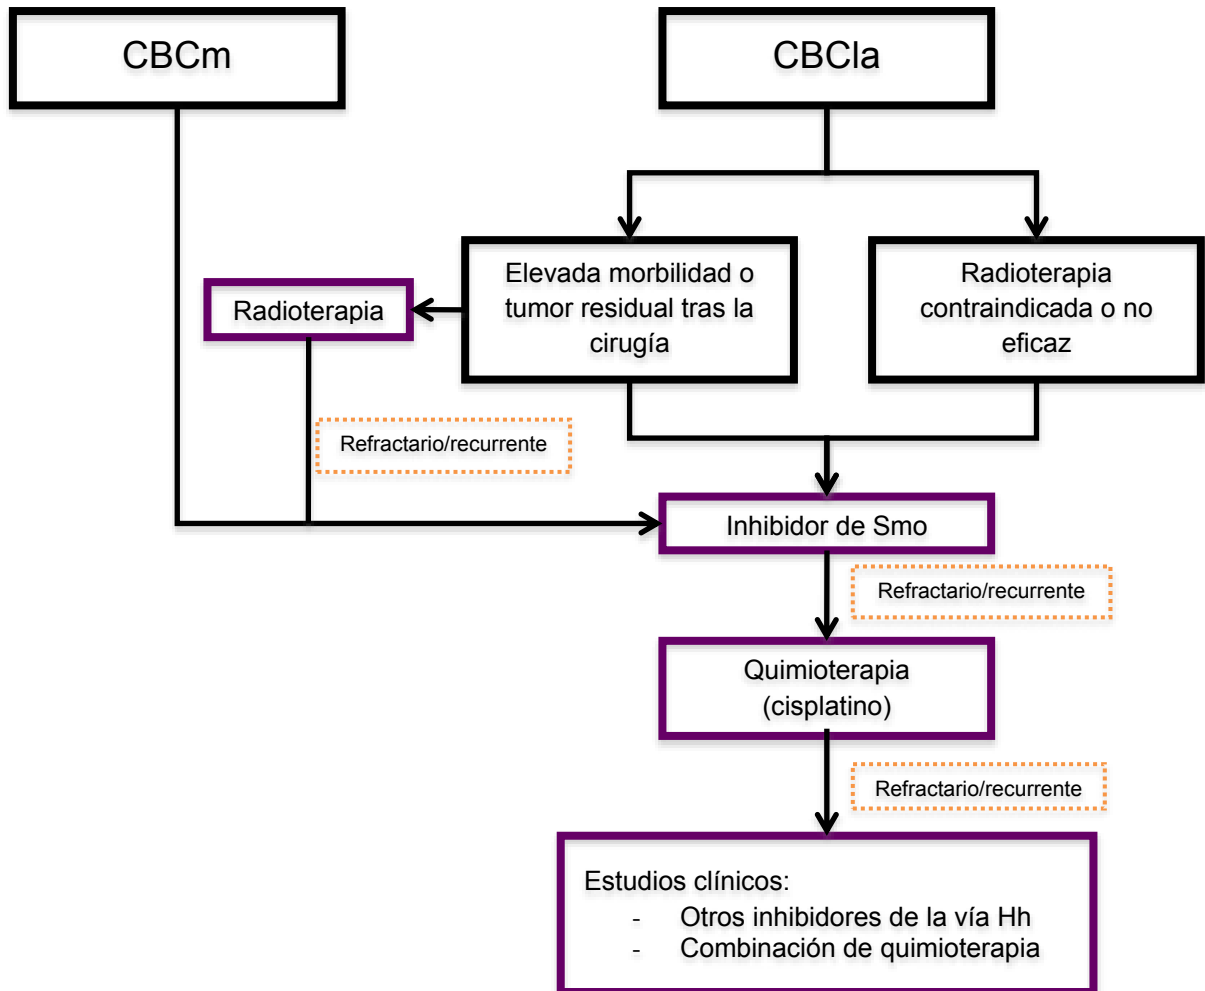 CBCm
CBCla
Elevada morbilidad o
tumor residual tras la
cirugía
Radioterapia
contraindicada o no
eficaz
Radioterapia
Refractario/recurrente
Inhibidor de Smo
Refractario/recurrente
Quimioterapia
(cisplatino)
Refractario/recurrente
Estudios clínicos:
- Otros inhibidores de la vía Hh
- Combinación de quimioterapia